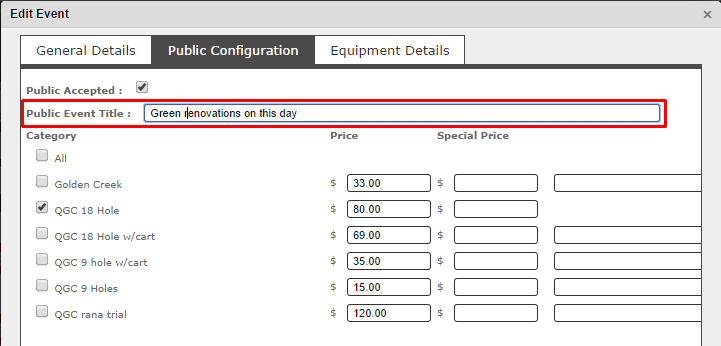 Edit Event ×
General Details Public Configuration Equipment Details
Public Accepted :
Public Event Title : Green renovations on this day
Category Price Special Price
All
Golden Creek $ 33.00 $
QGC 18 Hole $ 80.00 $
QGC 18 Hole w/cart $ 69.00 $
QGC 9 hole w/cart $ 35.00 $
QGC 9 Holes $ 15.00 $
QGC rana trial $ 120.00 $